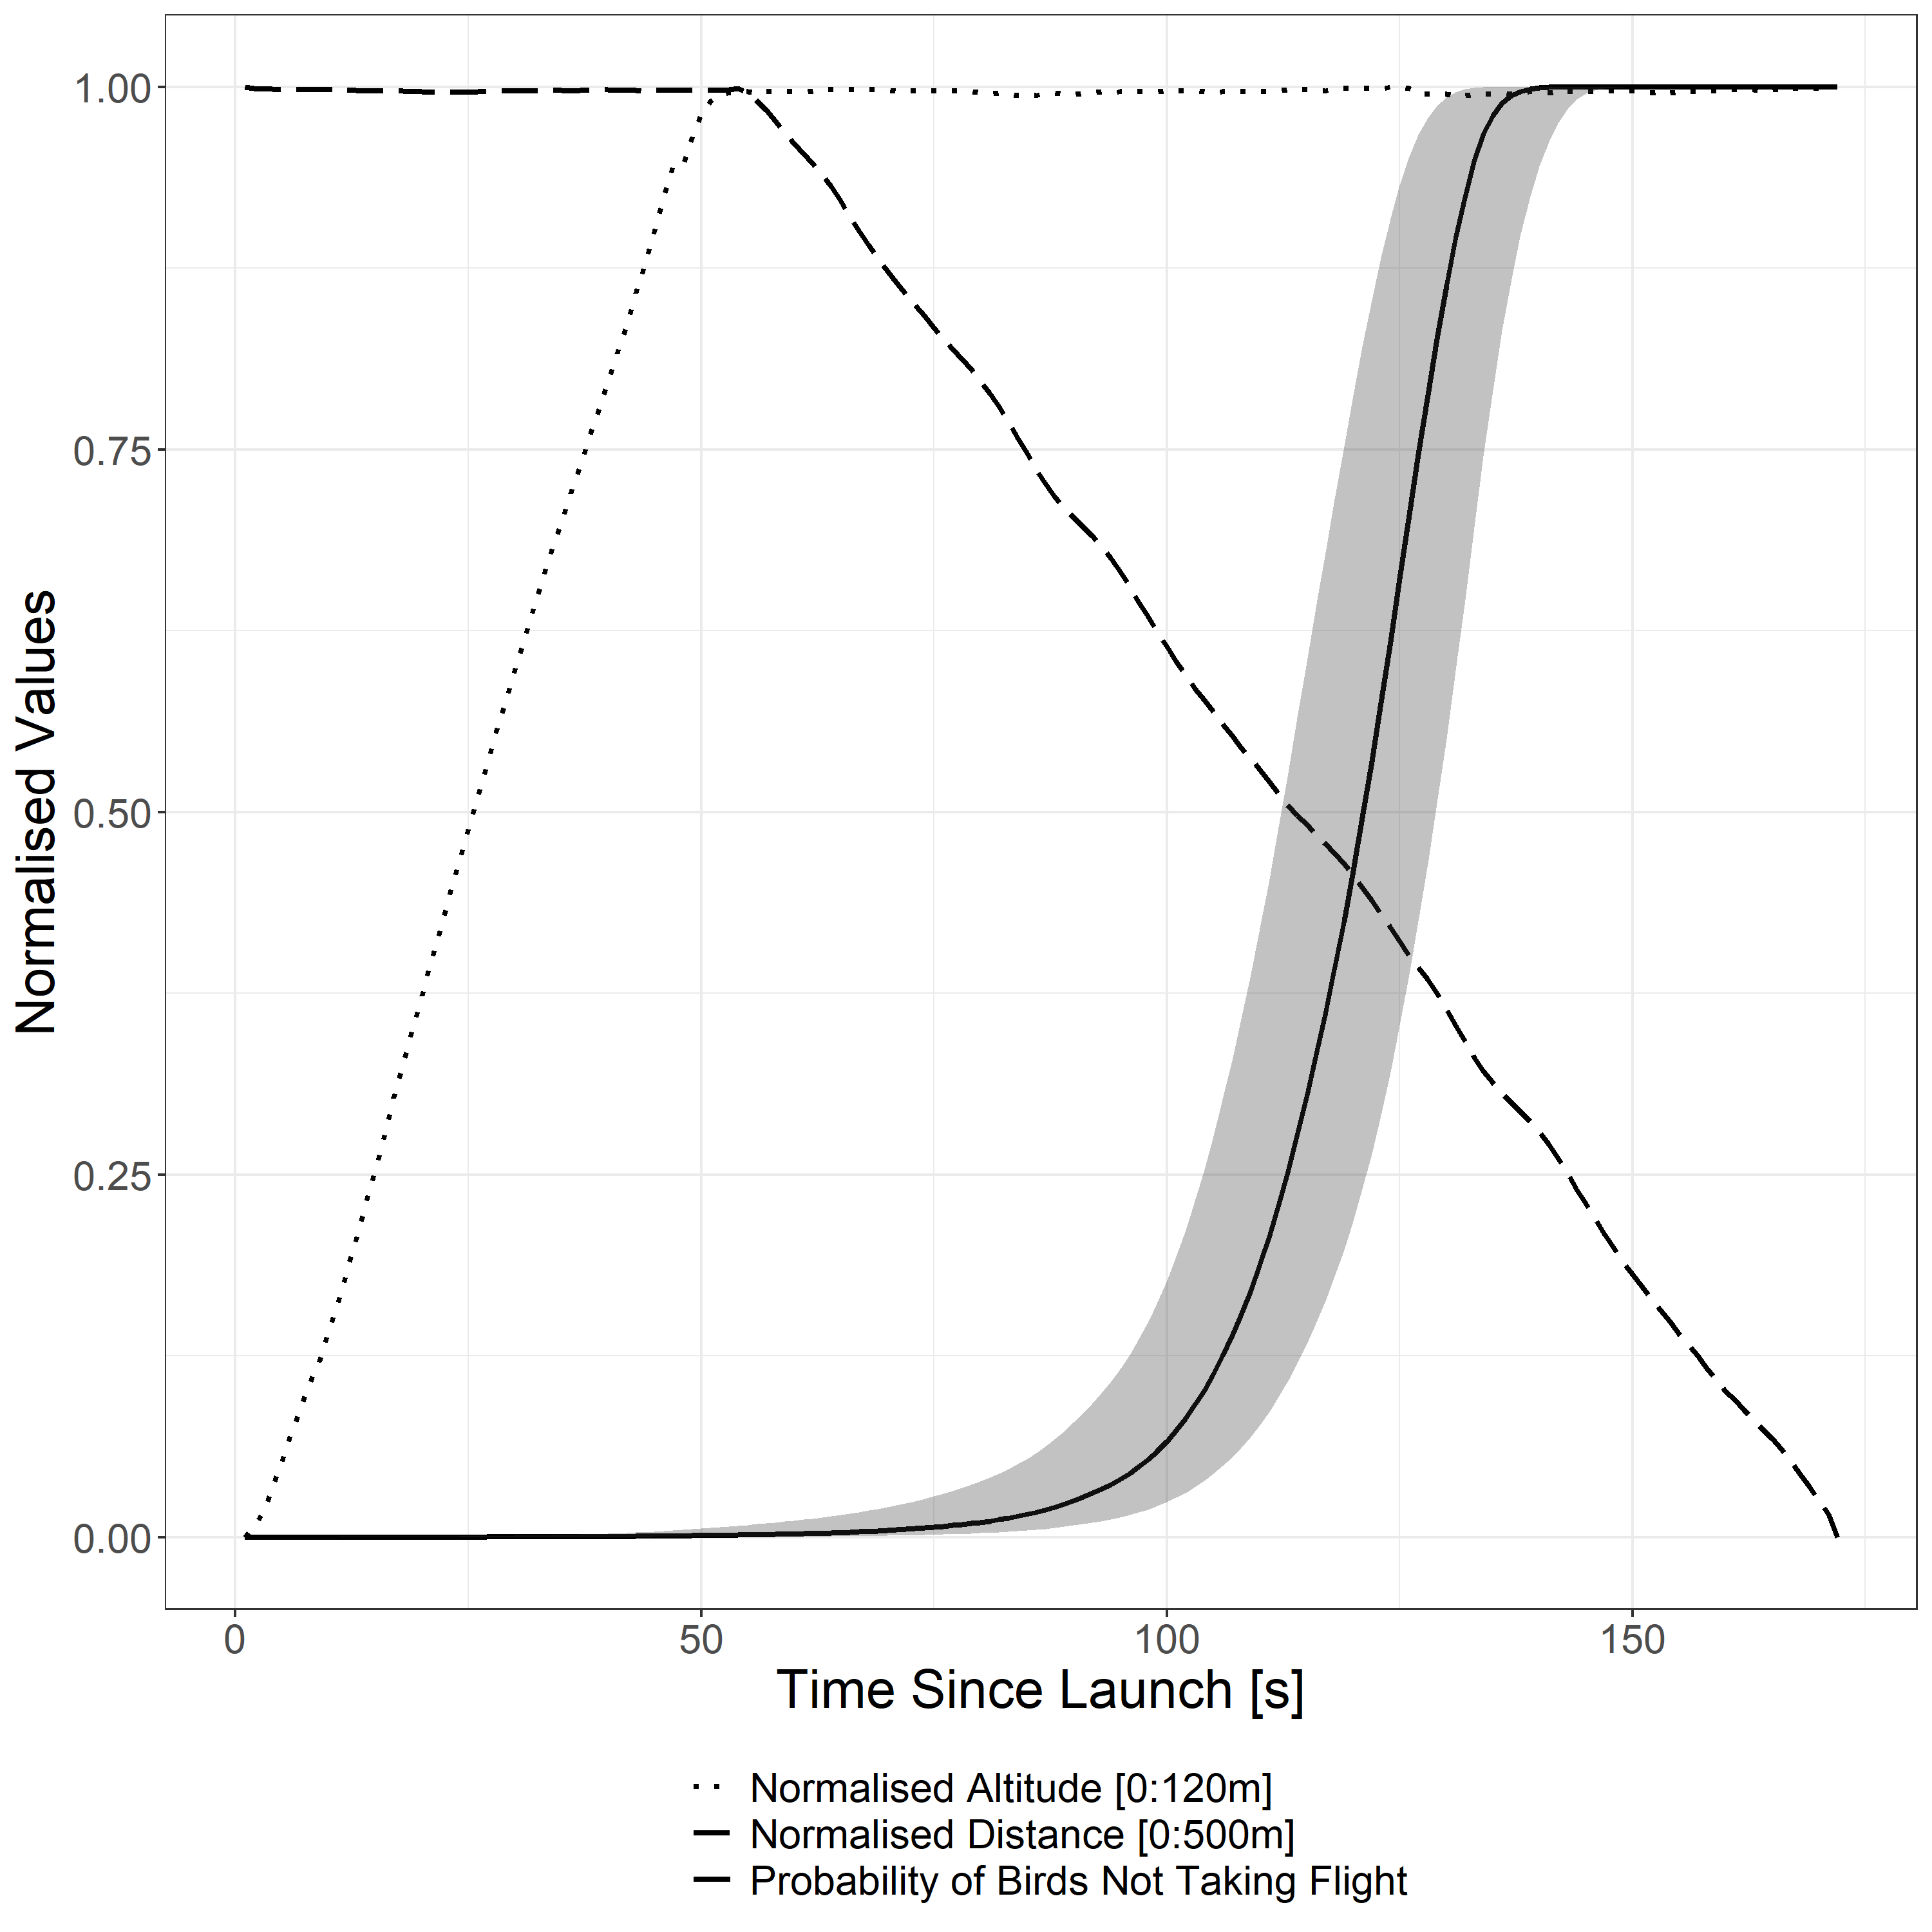 1.00
0.75
0.50
0.25
0.00
Normalised Values
0 50 100 150
Time Since Launch [s]
Normalised Altitude [0:120m]
Normalised Distance [0:500m]
Probability of Birds Not Taking Flight